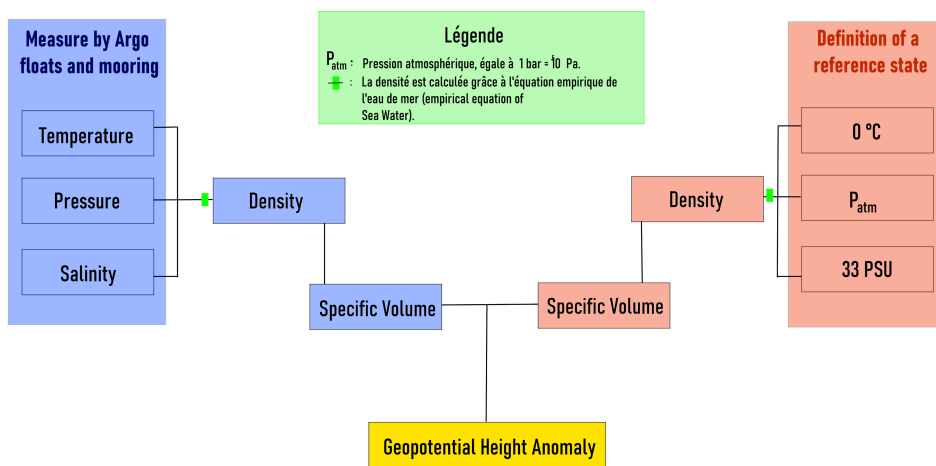 Measure by Argo
floats and mooring
Temperature
Pressure
Salinity
Density
Specific Volume
Légende
Patm : Pression atmosphérique, égale à 1 bar = Pa.
: La densité est calculée grâce à l'équation empirique de
l'eau de mer (empirical equation of
Sea Water).
Definition of a
reference state
0 °C
Patm
33 PSU
Density
Specific Volume
Geopotential Height Anomaly